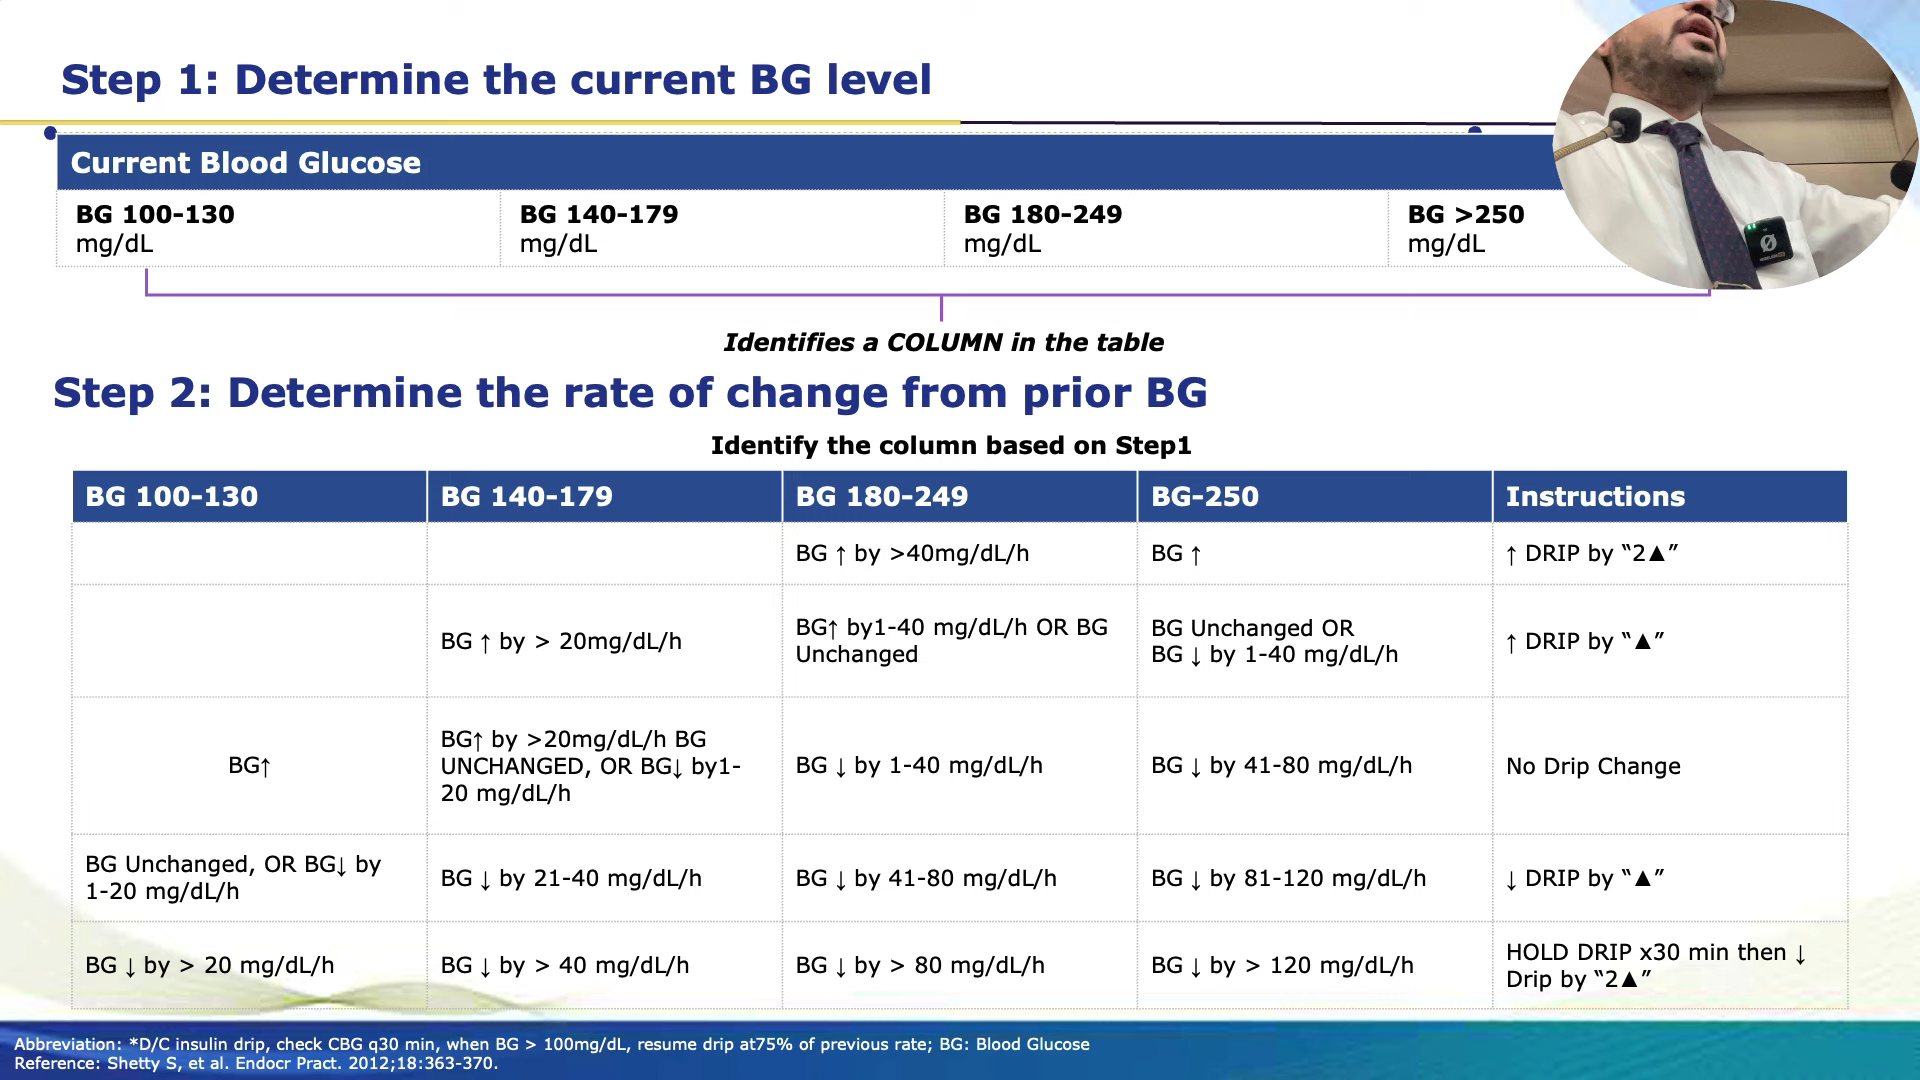 Step 1: Determine the current BG level
Current Blood Glucose
BG 100-130
mg/dL
BG 140-179
mg/dL
BG 180-249
mg/dL
BG >250
mg/dL
Identifies a COLUMN in the table
Step 2: Determine the rate of change from prior BG
Identify the column based on Step1
BG 100-130
BG 140-179
BG 180-249
BG-250
Instructions
BG ↑ by >40mg/dL/h
BG ↑
↑ DRIP by “2▲”
BG ↑ by > 20mg/dL/h
BG↑ by1-40 mg/dL/h OR BG
Unchanged
BG Unchanged OR
BG ↓ by 1-40 mg/dL/h
↑ DRIP by “▲”
BG↑
BG↑ by >20mg/dL/h BG
UNCHANGED, OR BG↓ by1-
20 mg/dL/h
BG ↓ by 1-40 mg/dL/h
BG ↓ by 41-80 mg/dL/h
No Drip Change
BG Unchanged, OR BG↓ by
1-20 mg/dL/h
BG ↓ by 21-40 mg/dL/h
BG ↓ by 41-80 mg/dL/h
BG ↓ by 81-120 mg/dL/h
↓ DRIP by “▲”
BG ↓ by > 20 mg/dL/h
BG ↓ by > 40 mg/dL/h
BG ↓ by > 80 mg/dL/h
BG ↓ by > 120 mg/dL/h
HOLD DRIP x30 min then ↓
Drip by “2▲”
Abbreviation: *D/C insulin drip, check CBG q30 min, when BG > 100mg/dL, resume drip at75% of previous rate; BG: Blood Glucose
Reference: Shetty S, et al. Endocr Pract. 2012;18:363-370.